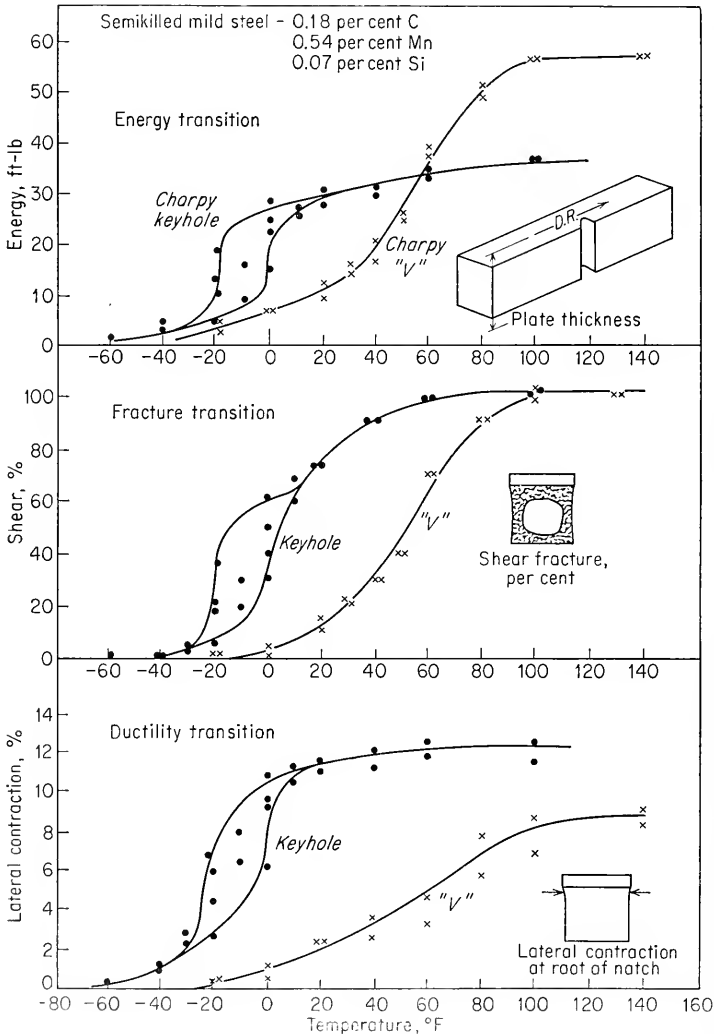 Semikilled mild steel - 0.18 per cent C
0.54 per cent Mn
0.07 per cent Si
Energy, ft-lb
60
50
40
30
20
10
0
Energy transition
Charpy
keyhole
Charpy
"V"
D.R.
Plate thickness
-60 -40 -20 0 20 40 60 80 100 120 140
Shear, %
100
80
60
40
20
0
Fracture transition
Keyhole
"V"
Shear fracture,
per cent
-60 -40 -20 0 20 40 60 80 100 120 140
Lateral contraction, %
14
12
10
8
6
4
2
0
Ductility transition
Keyhole
"V"
Lateral contraction
at root of notch
-80 -60 -40 -20 0 20 40 60 80 100 120 140 160
Temperature, °F